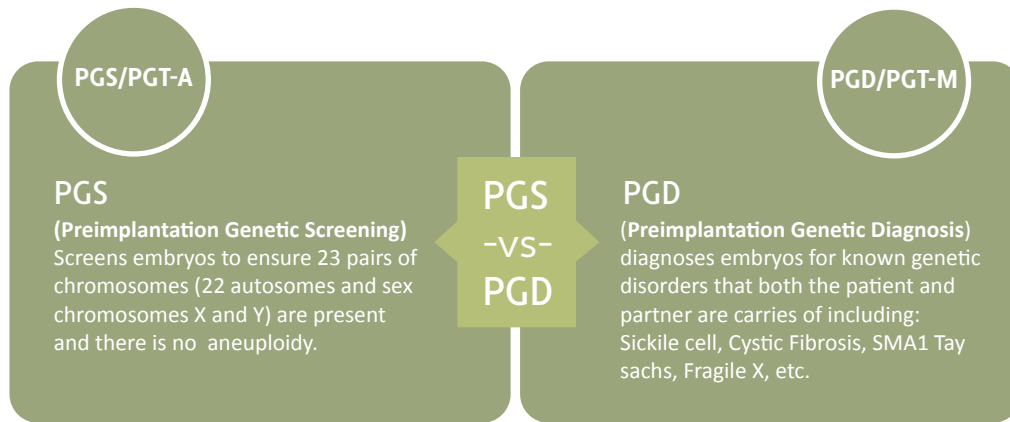 PGS/PGT-A
PGS
(Preimplantation Genetic Screening)
Screens embryos to ensure 23 pairs of
chromosomes (22 autosomes and sex
chromosomes X and Y) are present
and there is no aneuploidy.
PGS
-vs-
PGD
PGD/PGT-M
PGD
(Preimplantation Genetic Diagnosis)
diagnoses embryos for known genetic
disorders that both the patient and
partner are carries of including:
Sickile cell, Cystic Fibrosis, SMA1 Tay
sachs, Fragile X, etc.